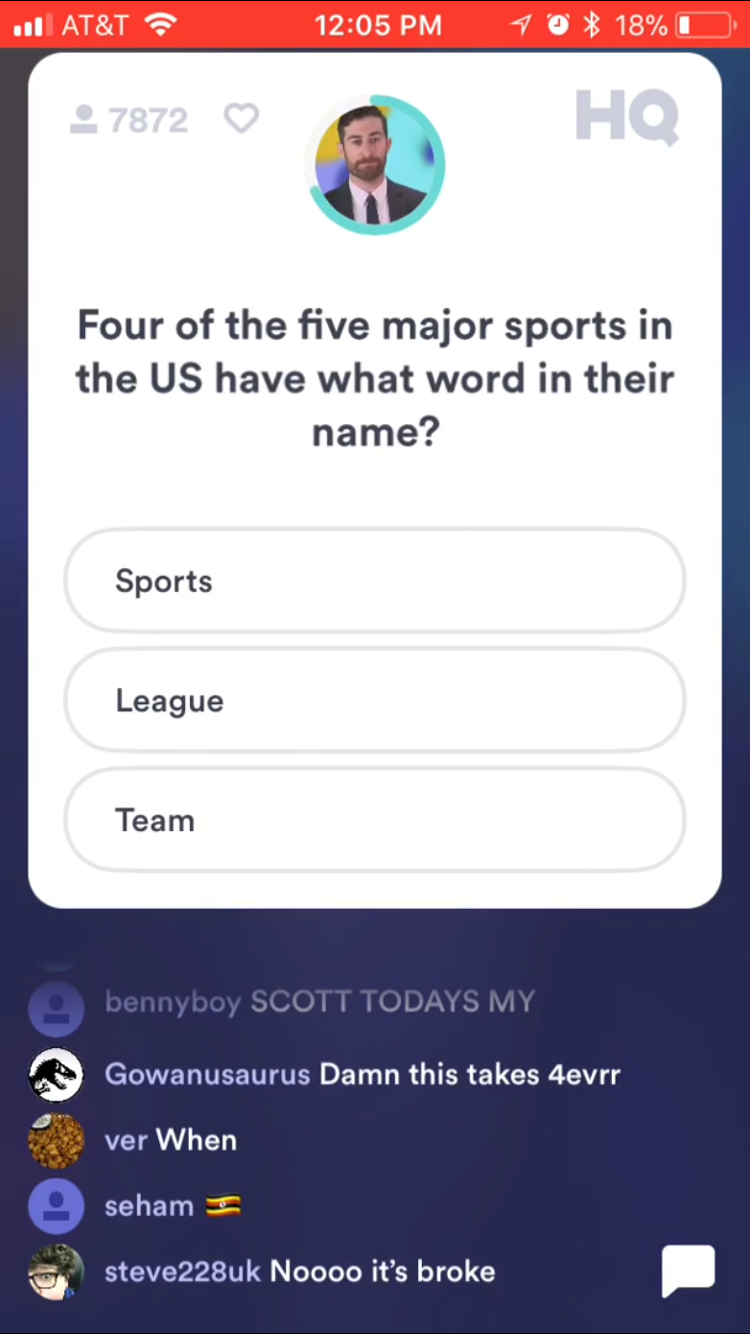 AT&T 12:05 PM 18%
7872 HQ
Four of the five major sports in
the US have what word in their
name?
Sports
League
Team
bennyboy SCOTT TODAYS MY
Gowanusaurus Damn this takes 4evrr
ver When
seham
steve228uk Noooo it’s broke